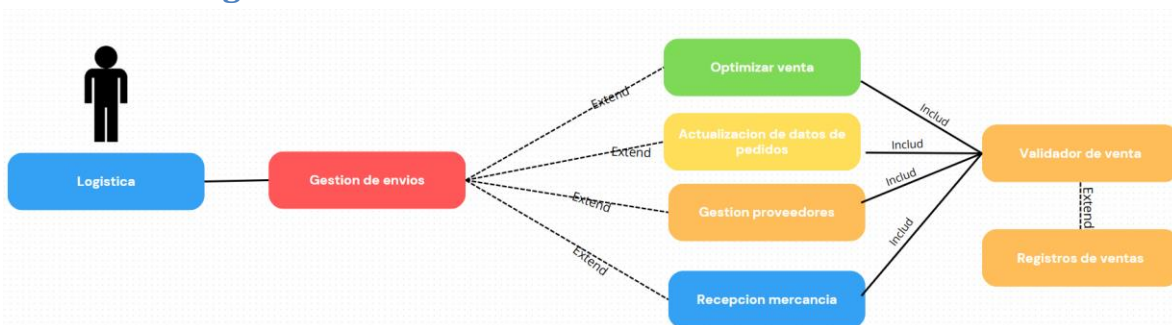 Optimizar venta
Extend
Includ
Actualizacion de datos de
pedidos
Extend
Includ
Validador de venta
Logistica
Gestion de envios
Extend
Gestion proveedores
Includ
Extend
Extend
Includ
Registros de ventas
Recepcion mercancia